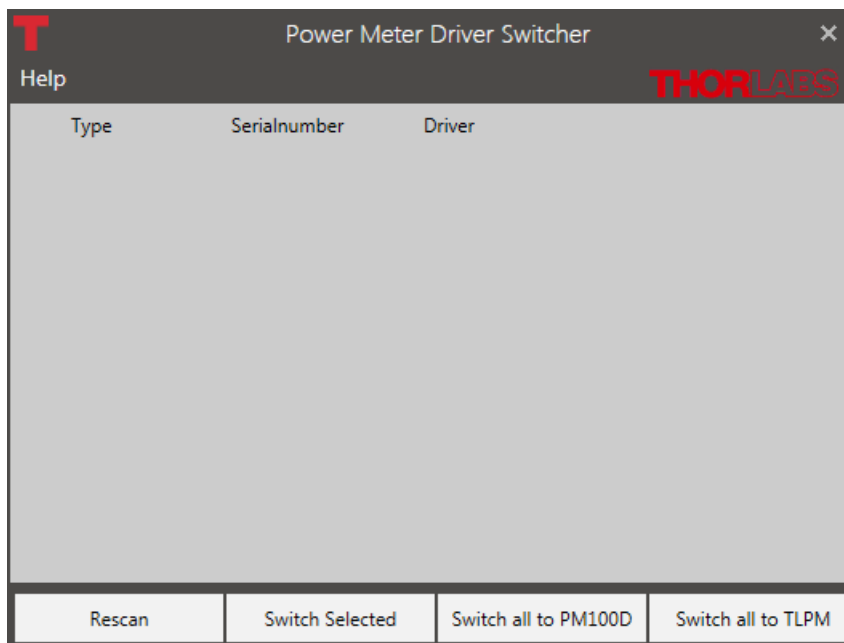 T
Power Meter Driver Switcher
Help
THORLABS
Type Serialnumber Driver
Rescan Switch Selected Switch all to PM100D Switch all to TLPM